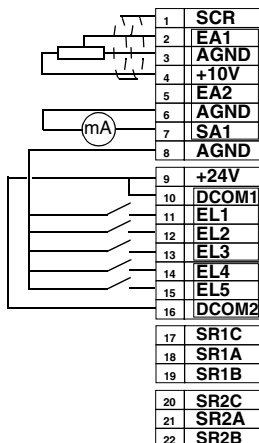 1 SCR
2 EA1
3 AGND
4 +10V
5 EA2
6 AGND
mA
7 SA1
8 AGND
9 +24V
10 DCOM1
11 EL1
12 EL2
13 EL3
14 EL4
15 EL5
16 DCOM2
17 SR1C
18 SR1A
19 SR1B
20 SR2C
21 SR2A
22 SR2B